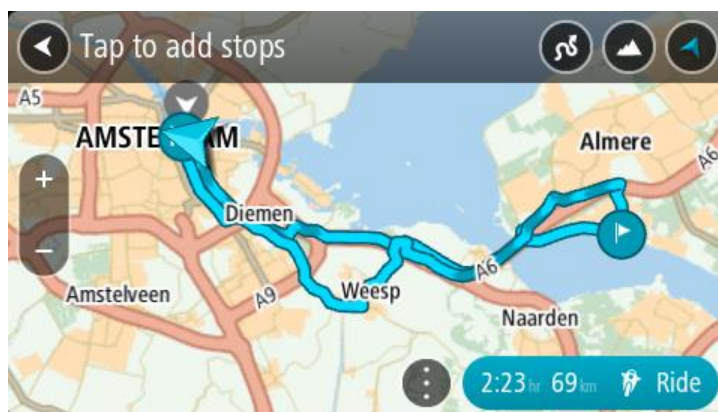 Tap to add stops
A5
AMSTE AM
Almere
A6
+
Diemen
−
A6
Amstelveen
A9
Weesp
Naarden
2:23 hr 69 km Ride